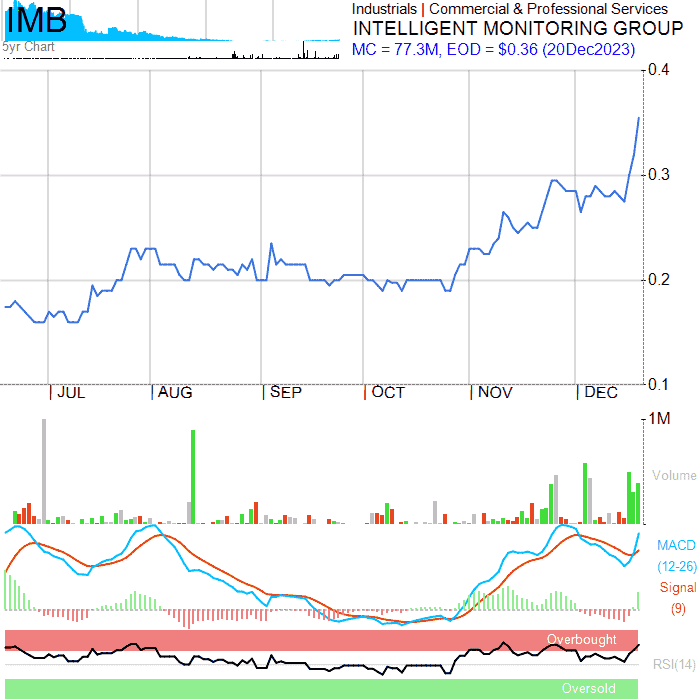 IMB
5yr Chart
Industrials | Commercial & Professional Services
INTELLIGENT MONITORING GROUP
MC = 77.3M, EOD = $0.36 (20Dec2023)
0.4
0.3
0.2
0.1
JUL AUG SEP OCT NOV DEC
1M
Volume
MACD
(12-26)
Signal
(9)
Overbought
RSI(14)
Oversold